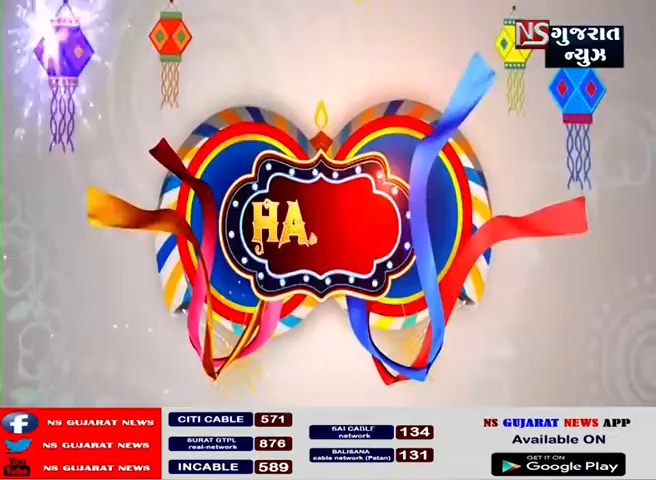 NS ગુજરાત
ન્યુઝ
HA.
NS GUJARAT NEWS
NS GUJARAT NEWS
You Tube NS GUJARAT NEWS
CITI CABLE 571
SURAT GTPL
real-network 876
INCABLE 589
SAI CABLE
network 134
BALISANA
cable network (Patan) 131
NS GUJARAT NEWS APP
Available ON
GET IT ON
Google Play